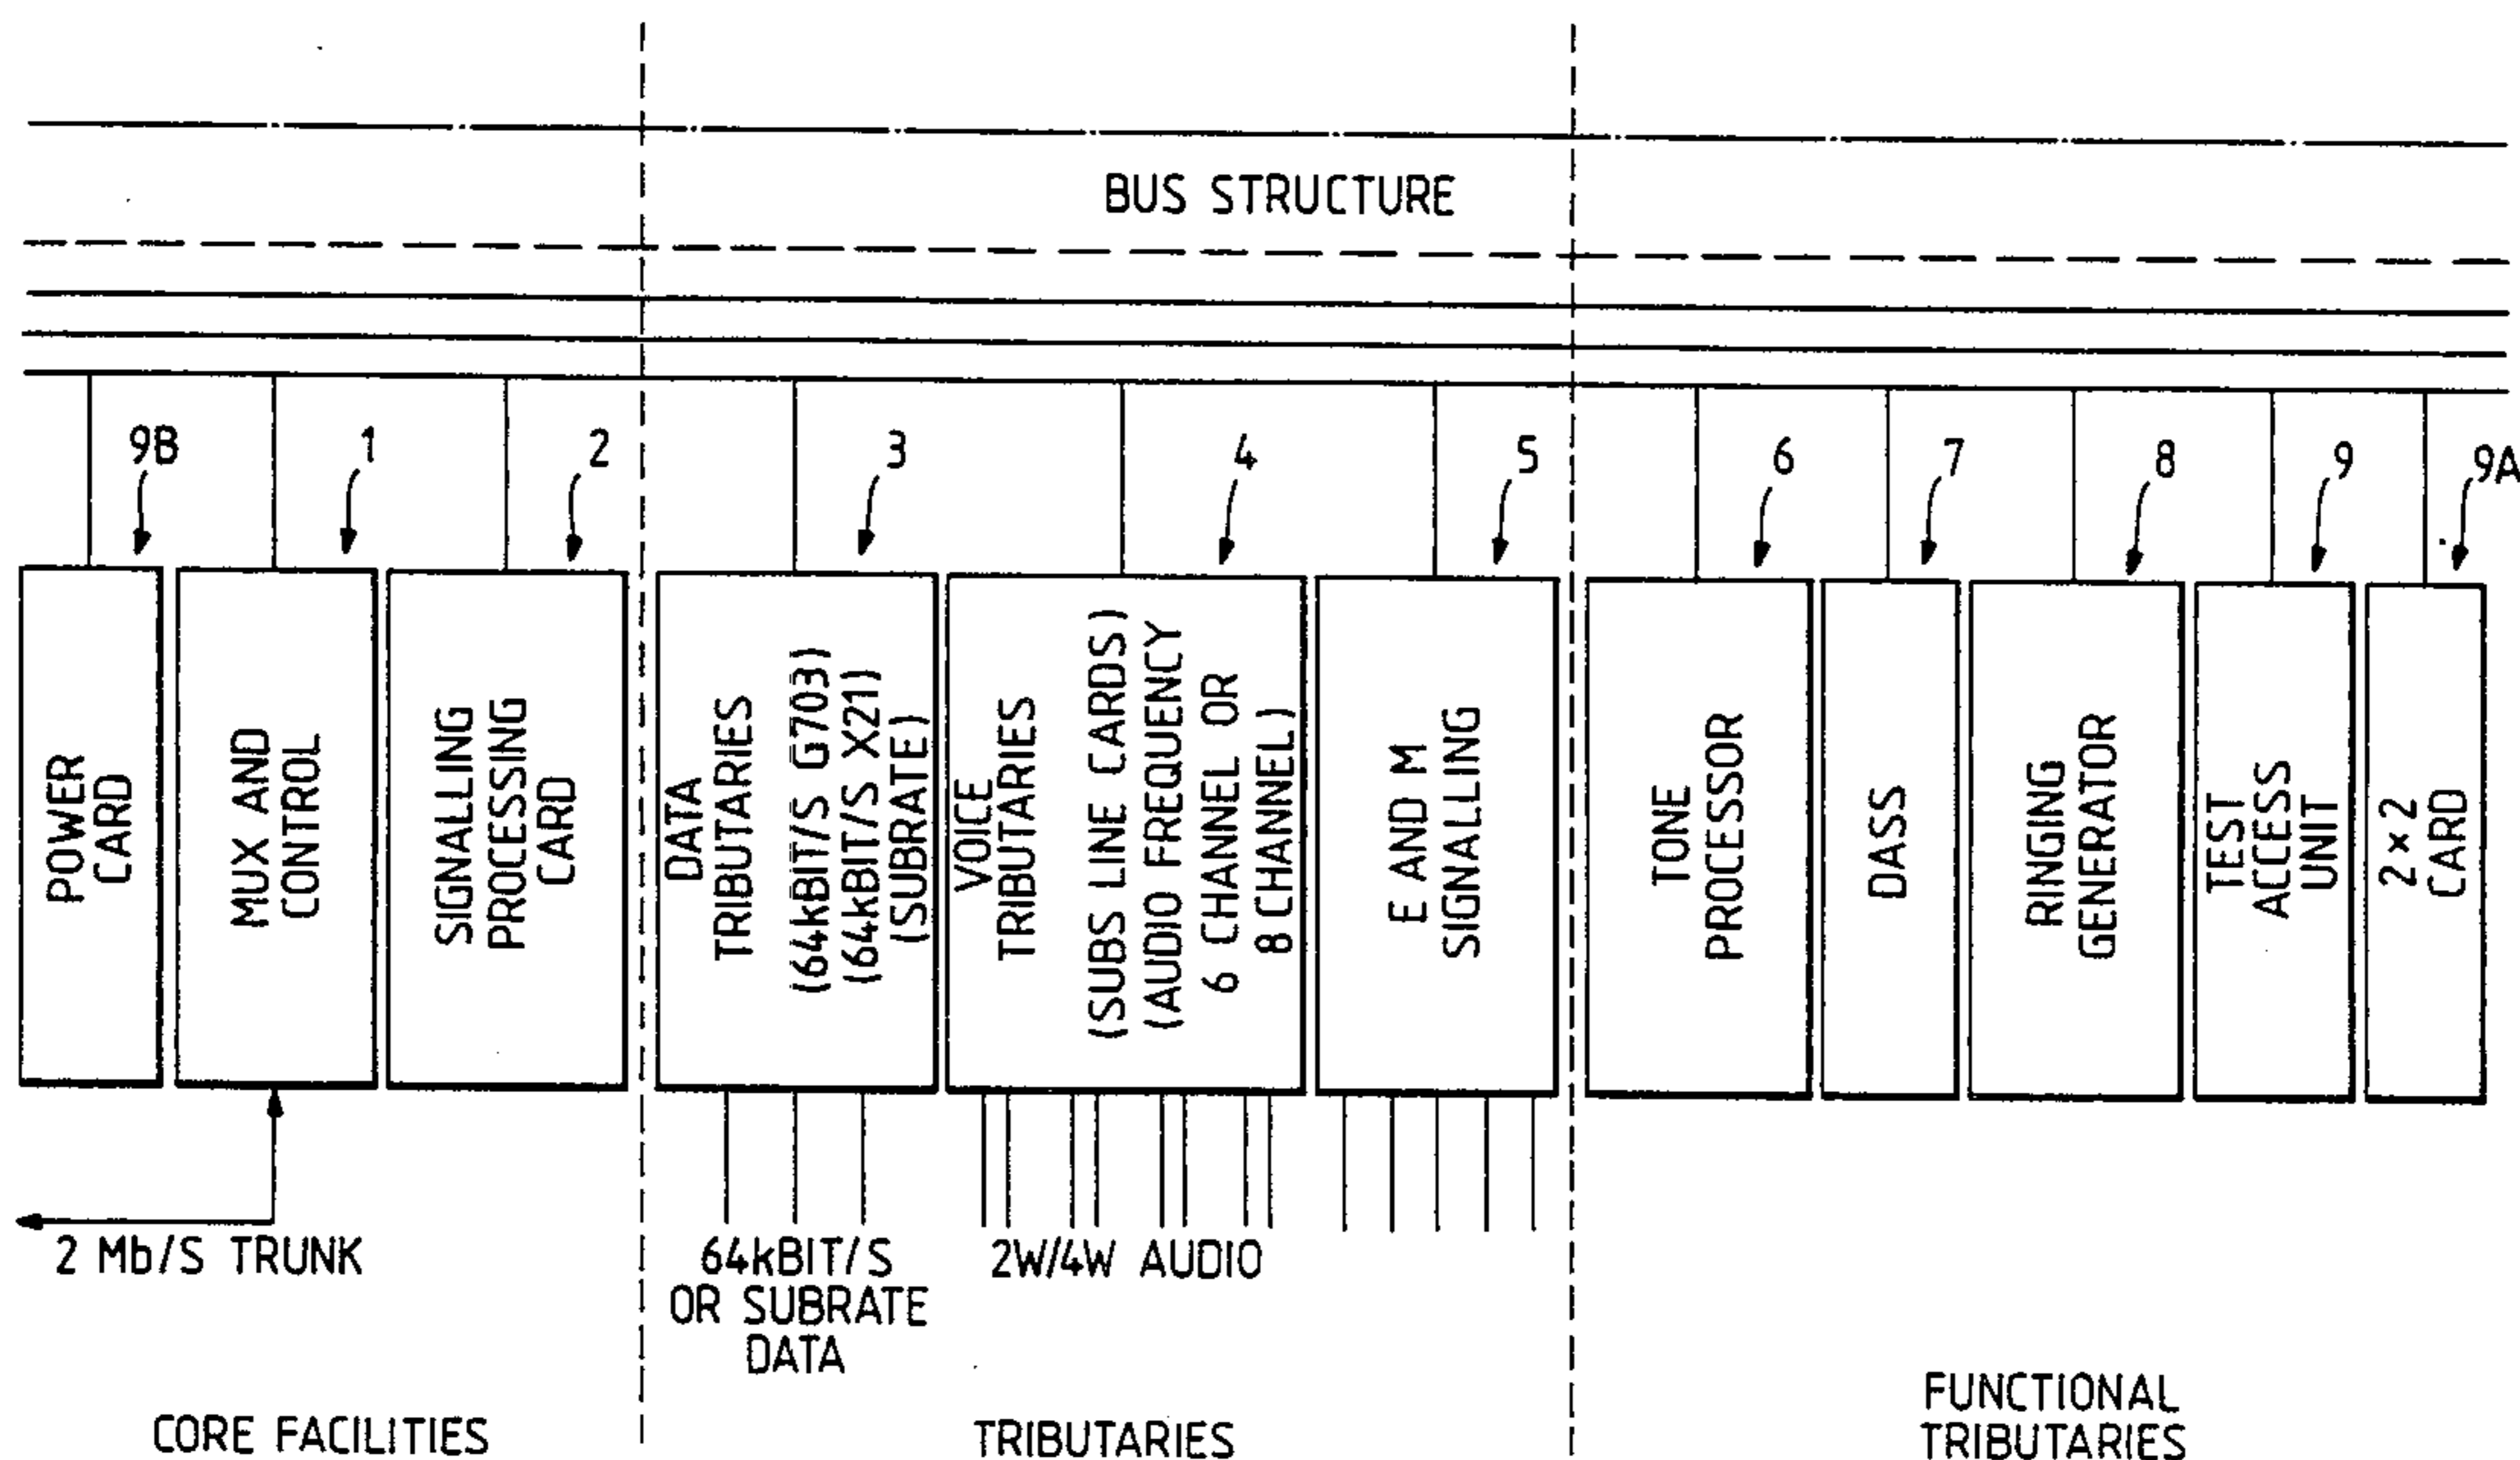 BUS STRUCTURE
9B
1
2
3
4
5
6
7
8
9
9A
POWER
CARD
MUX AND
CONTROL
SIGNALLING
PROCESSING
CARD
DATA
TRIBUTARIES
(64kBIT/S G703)
(64kBIT/S X21)
(SUBRATE)
VOICE
TRIBUTARIES
(SUBS LINE CARDS)
(AUDIO FREQUENCY
6 CHANNEL OR
8 CHANNEL)
E AND M
SIGNALLING
TONE
PROCESSOR
DASS
RINGING
GENERATOR
TEST
ACCESS
UNIT
2×2
CARD
2 Mb/S TRUNK
64kBIT/S
OR SUBRATE
DATA
2W/4W AUDIO
CORE FACILITIES
TRIBUTARIES
FUNCTIONAL
TRIBUTARIES